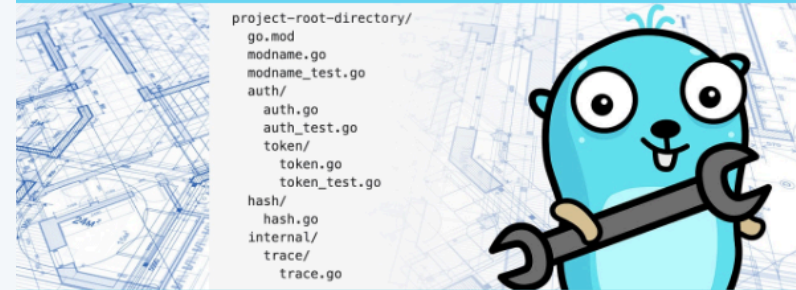 project-root-directory/
go.mod
modname.go
modname_test.go
auth/
auth.go
auth_test.go
token/
token.go
token_test.go
hash/
hash.go
internal/
trace/
trace.go
24M²